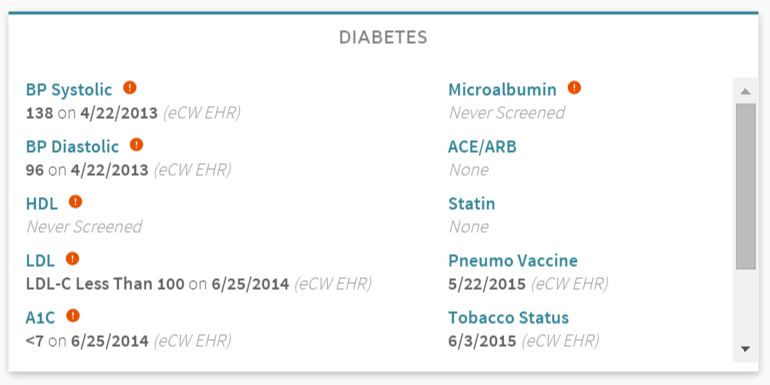 DIABETES
BP Systolic
138 on 4/22/2013 (eCW EHR)
BP Diastolic
96 on 4/22/2013 (eCW EHR)
HDL
Never Screened
LDL
LDL-C Less Than 100 on 6/25/2014 (eCW EHR)
A1C
<7 on 6/25/2014 (eCW EHR)
Microalbumin
Never Screened
ACE/ARB
None
Statin
None
Pneumo Vaccine
5/22/2015 (eCW EHR)
Tobacco Status
6/3/2015 (eCW EHR)